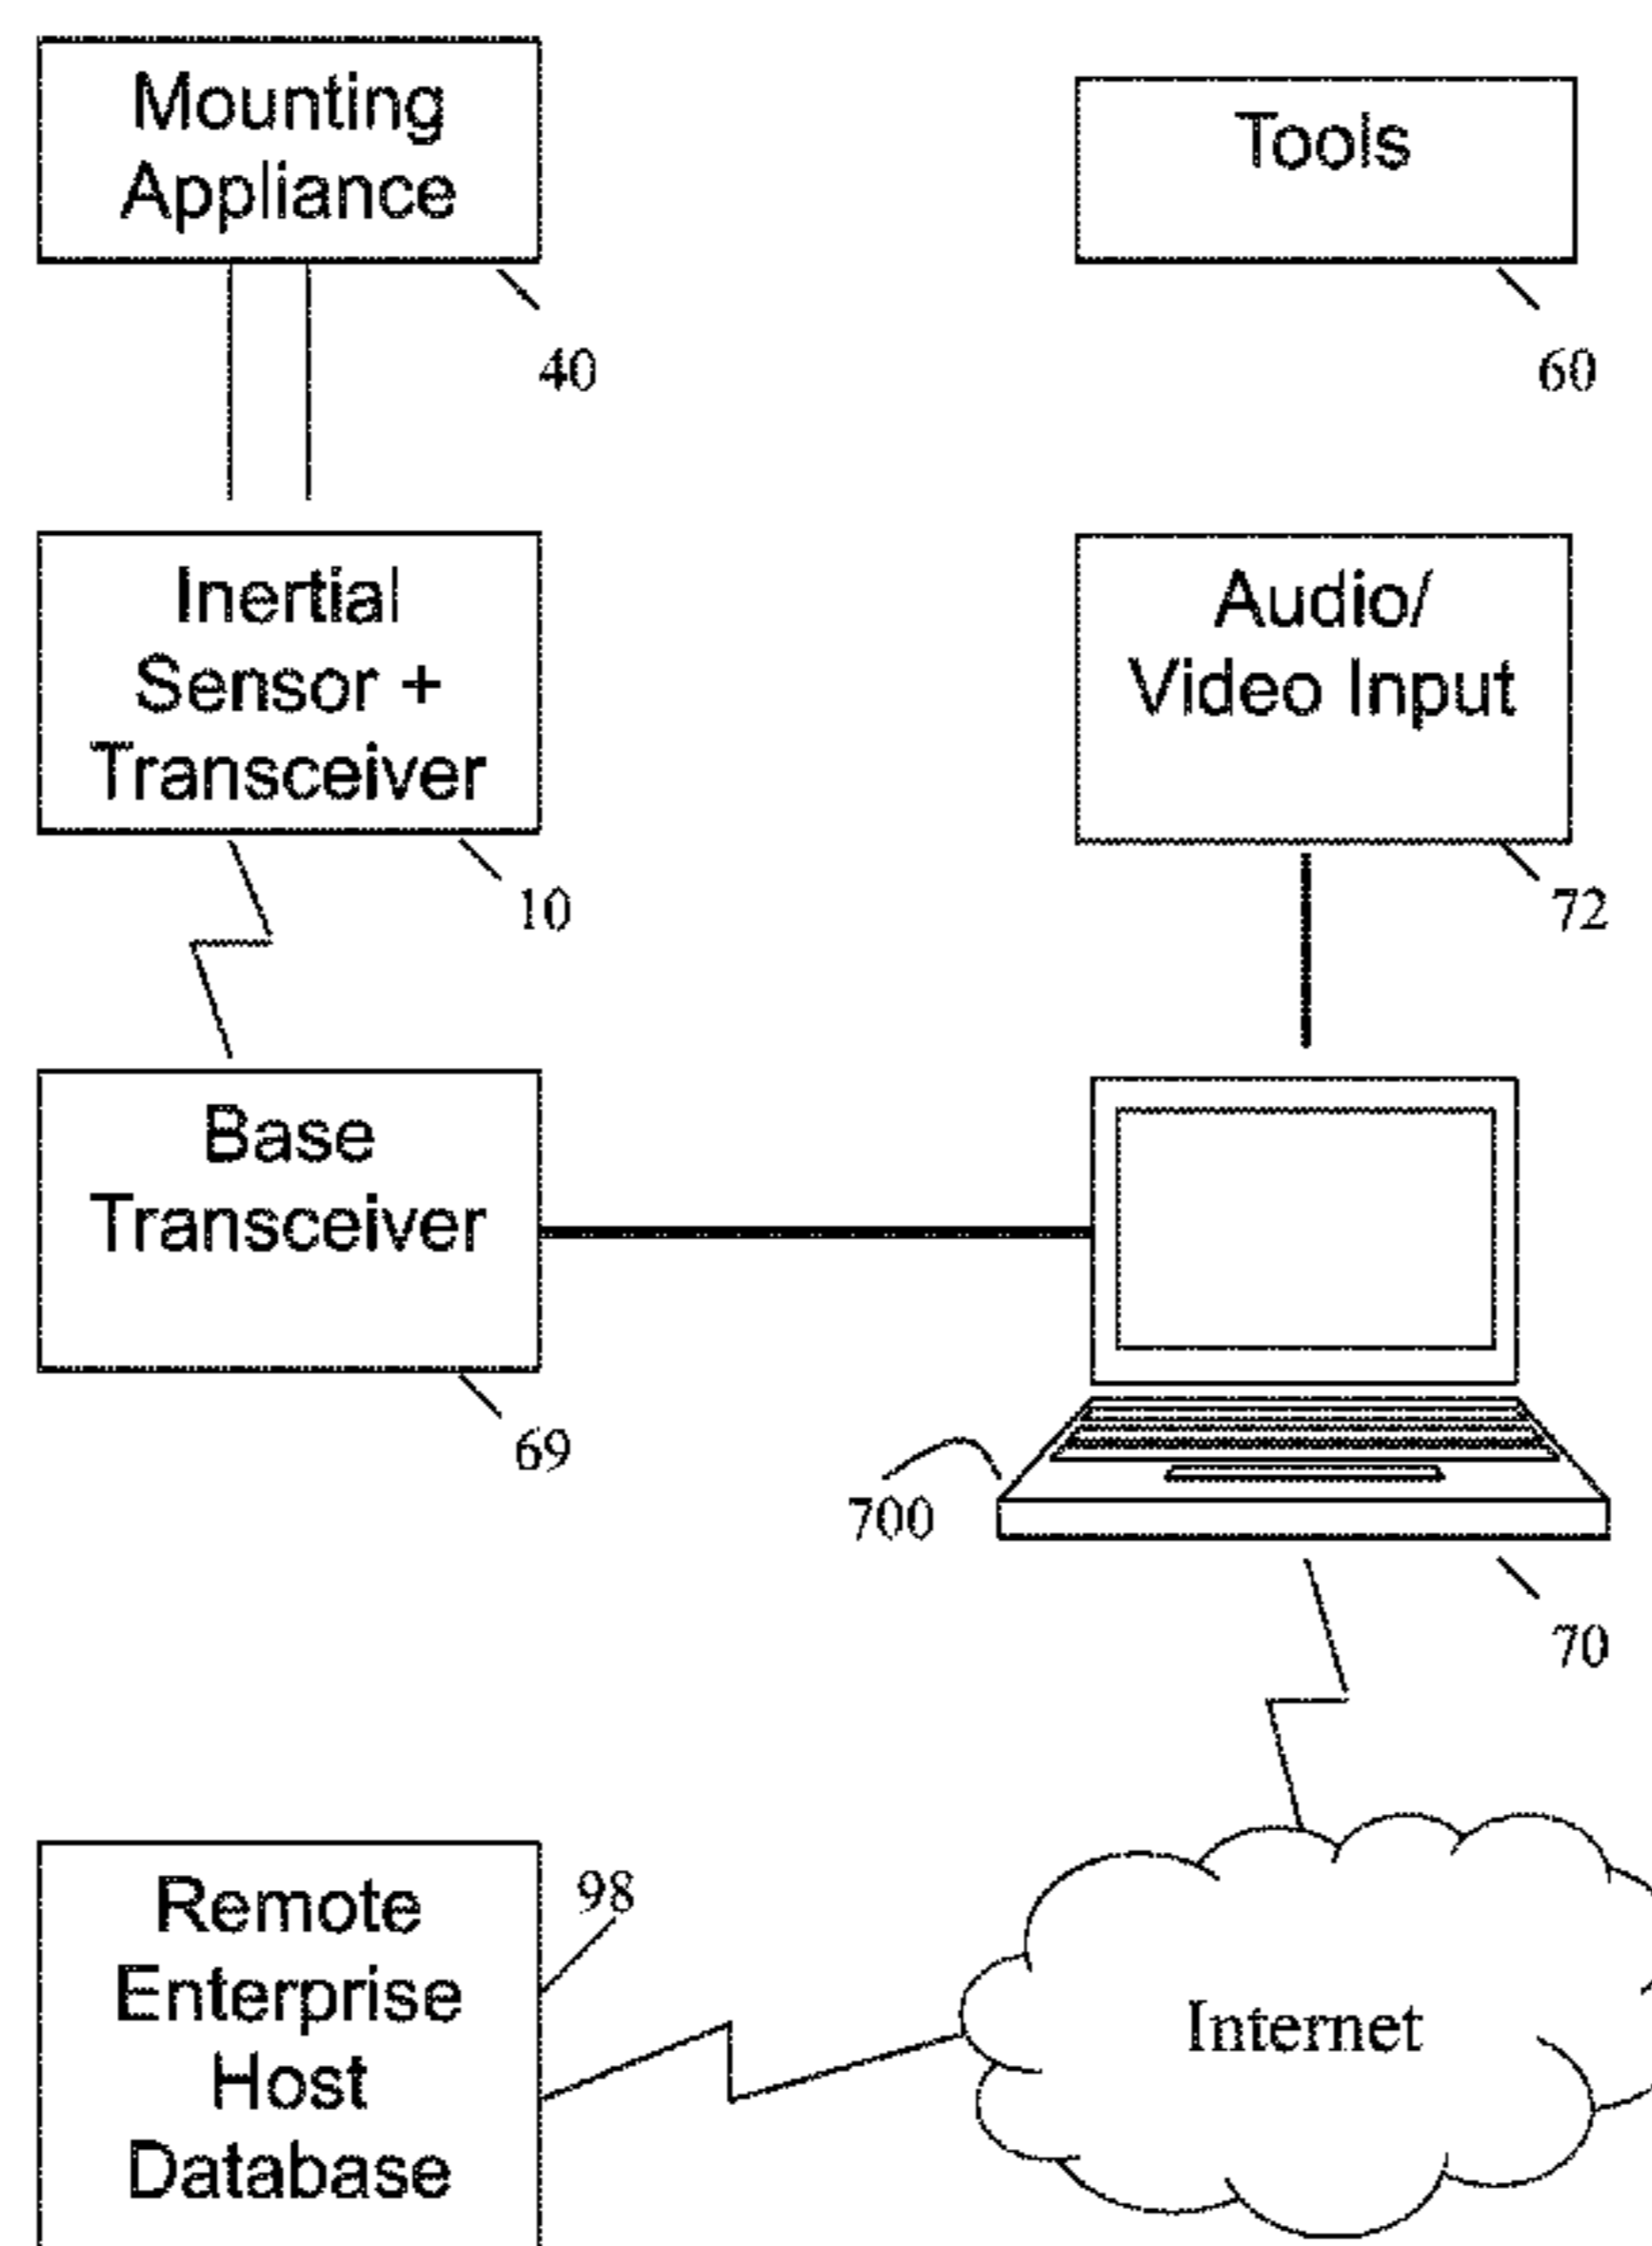 Mounting
Appliance
40
Tools
60
Inertial
Sensor +
Transceiver
10
Audio/
Video Input
72
Base
Transceiver
69
700
70
Remote
Enterprise
Host
Database
98
Internet